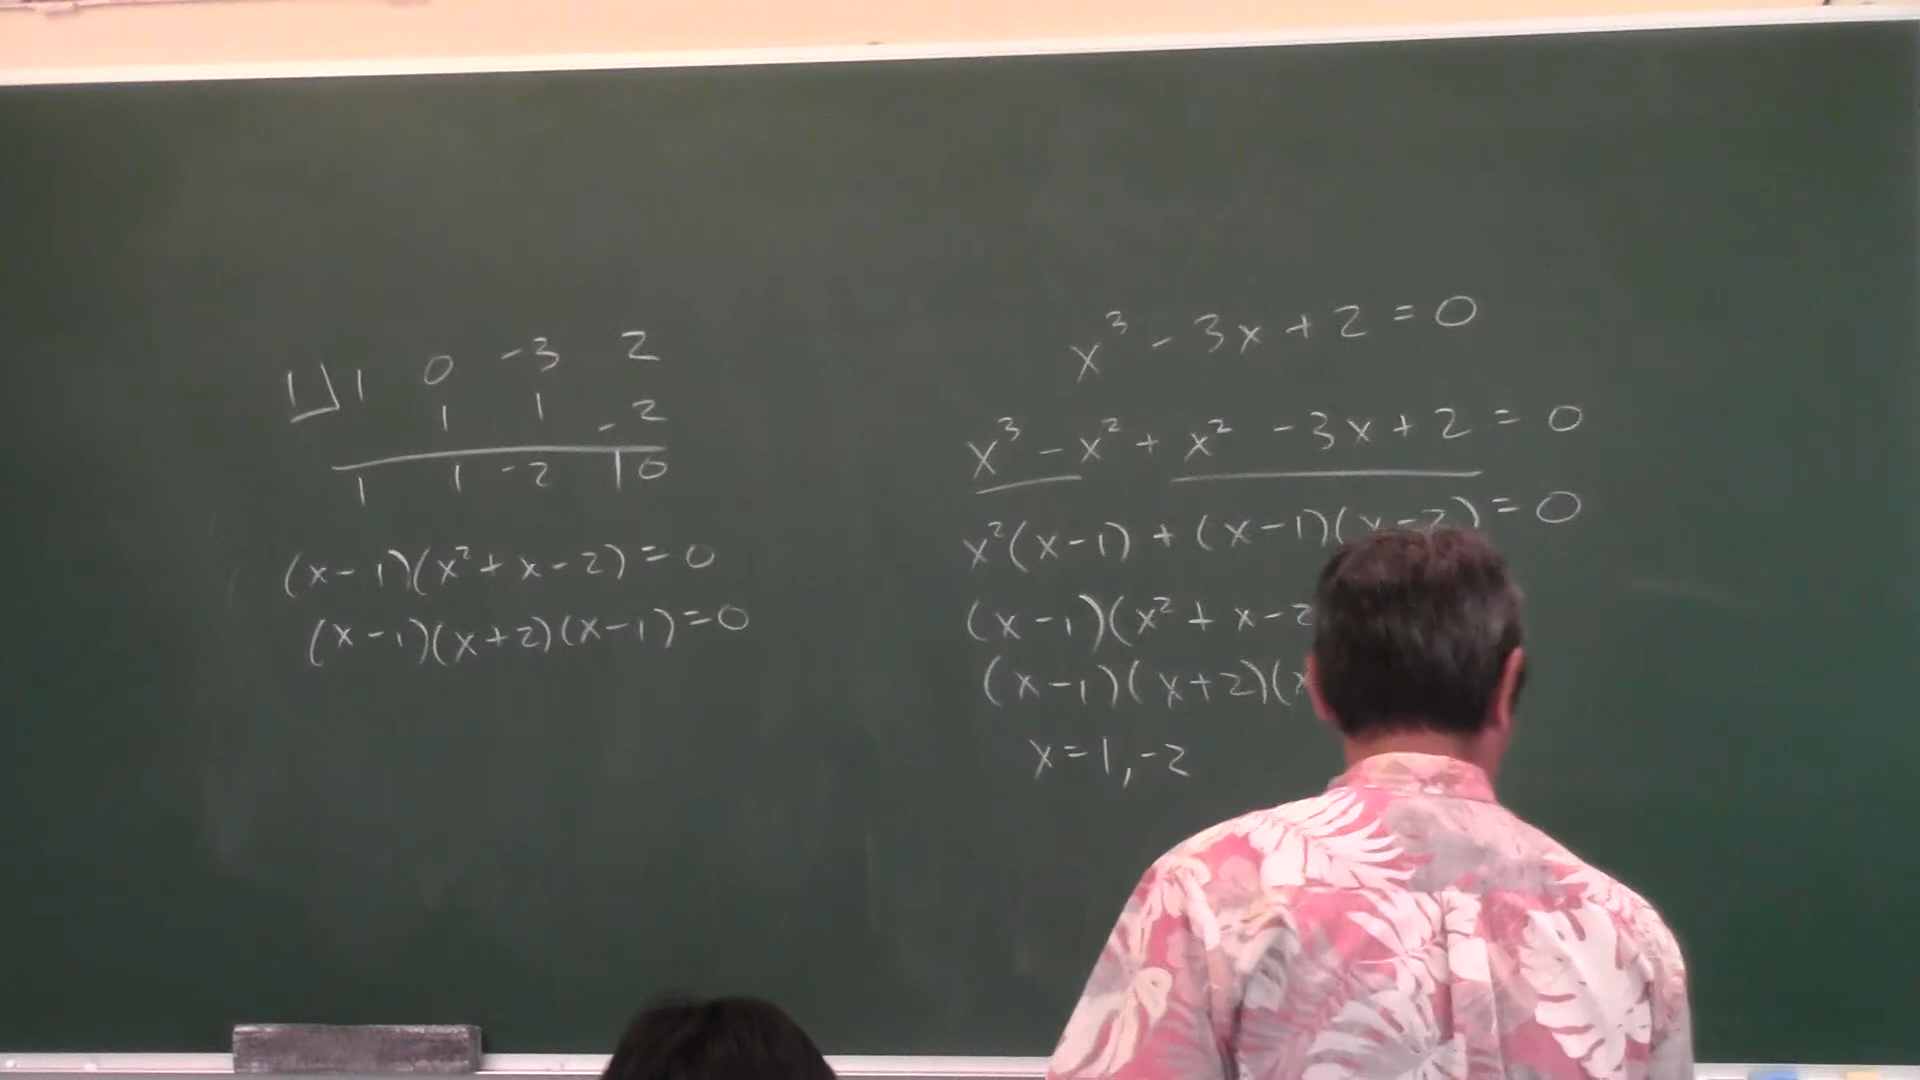 1 | 1 0 -3 2
1 1 -2
1 1 -2 | 0
(x-1)(x²+x-2)=0
(x-1)(x+2)(x-1)=0
x³-3x+2=0
x³-x²+x²-3x+2=0
x²(x-1)+(x-1)(x-2)=0
(x-1)(x²+x-2
(x-1)(x+2)(x
x=1,-2